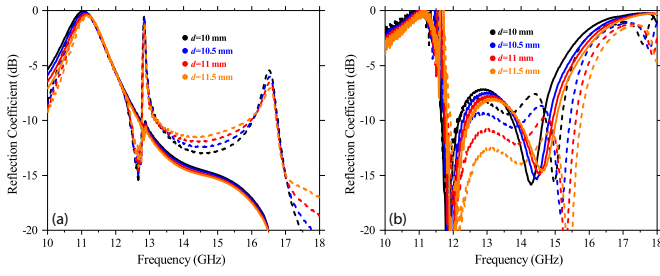 0
-5
-10
-15
-20
10 11 12 13 14 15 16 17 18
Reflection Coefficient (dB)
Frequency (GHz)
d=10 mm
d=10.5 mm
d=11 mm
d=11.5 mm
(a)
0
-5
-10
-15
-20
10 11 12 13 14 15 16 17 18
Reflection Coefficient (dB)
Frequency (GHz)
d=10 mm
d=10.5 mm
d=11 mm
d=11.5 mm
(b)